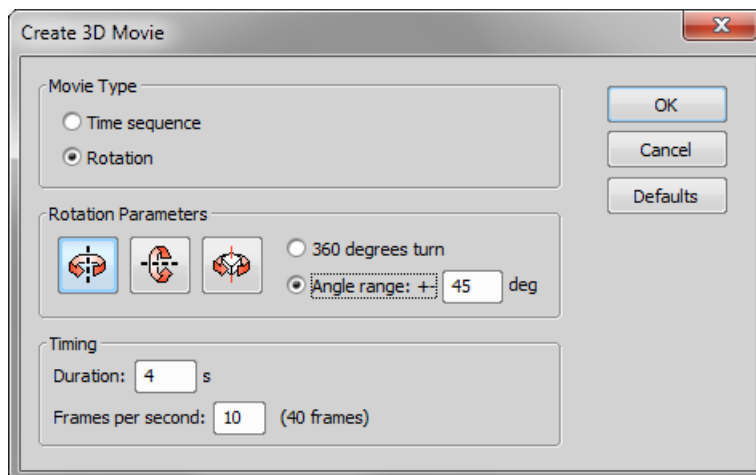 Create 3D Movie
Movie Type
Time sequence
Rotation
OK
Cancel
Defaults
Rotation Parameters
360 degrees turn
Angle range: +- 45 deg
Timing
Duration: 4 s
Frames per second: 10 (40 frames)